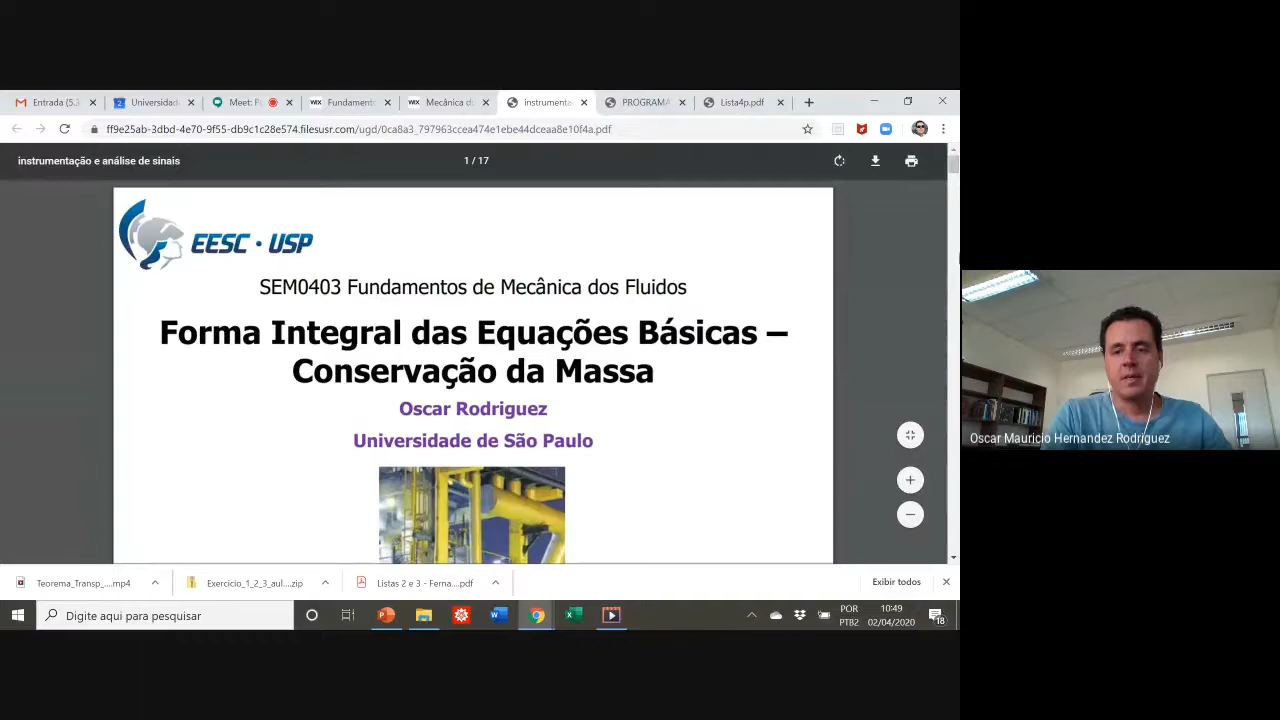 Entrada (5.3
Universidad
Meet: Fu
WIX
Fundament
WIX
Mecânica d
instrumenta
PROGRAMA
Lista4p.pdf
ff9e25ab-3dbd-4e70-9f55-db9c1c28e574.filesusr.com/ugd/0ca8a3_797963ccea474e1ebe44dceaa8e10f4a.pdf
instrumentação e análise de sinais
1 / 17
EESC · USP
SEM0403 Fundamentos de Mecânica dos Fluidos
Forma Integral das Equações Básicas –
Conservação da Massa
Oscar Rodriguez
Universidade de São Paulo
Oscar Mauricio Hernandez Rodriguez
Teorema_Transp_....mp4
Exercicio_1_2_3_aul....zip
Listas 2 e 3 - Ferna....pdf
Exibir todos
Digite aqui para pesquisar
POR
PTB2
10:49
02/04/2020
18